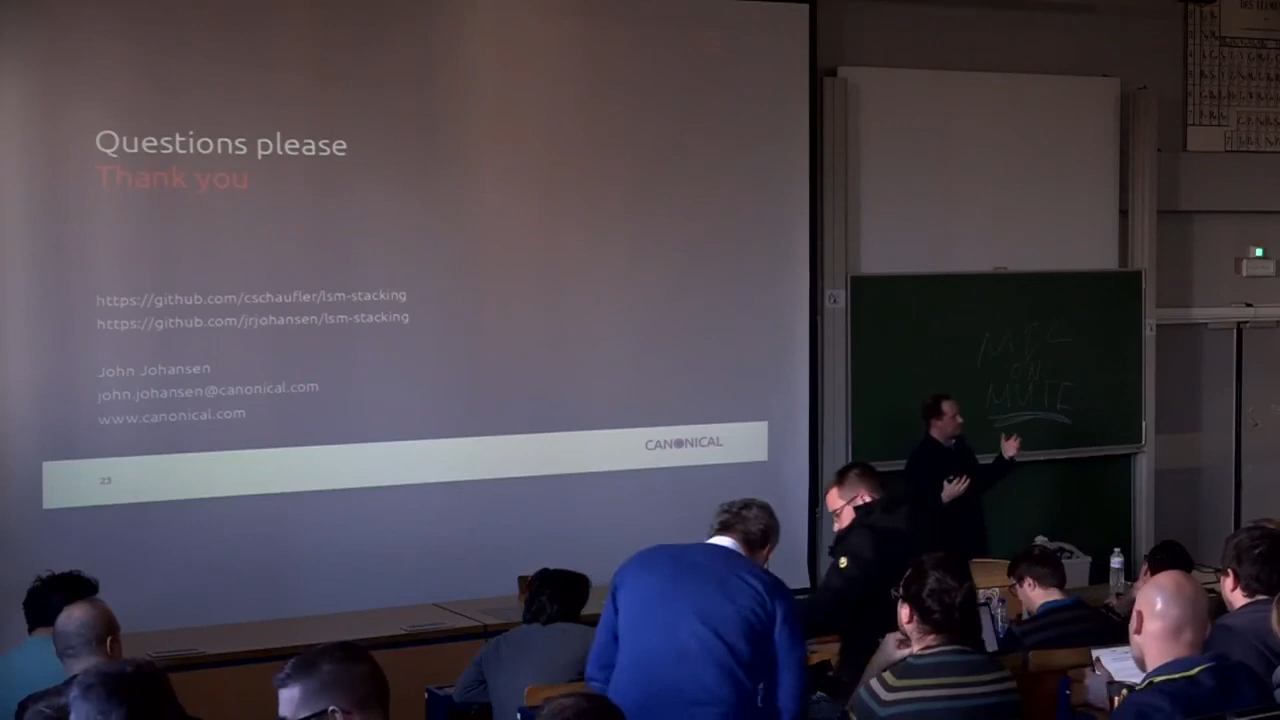 Questions please
Thank you
https://github.com/cschaufler/lsm-stacking
https://github.com/jrjohansen/lsm-stacking
John Johansen
john.johansen@canonical.com
www.canonical.com
CANONICAL
23
ON
MUTE